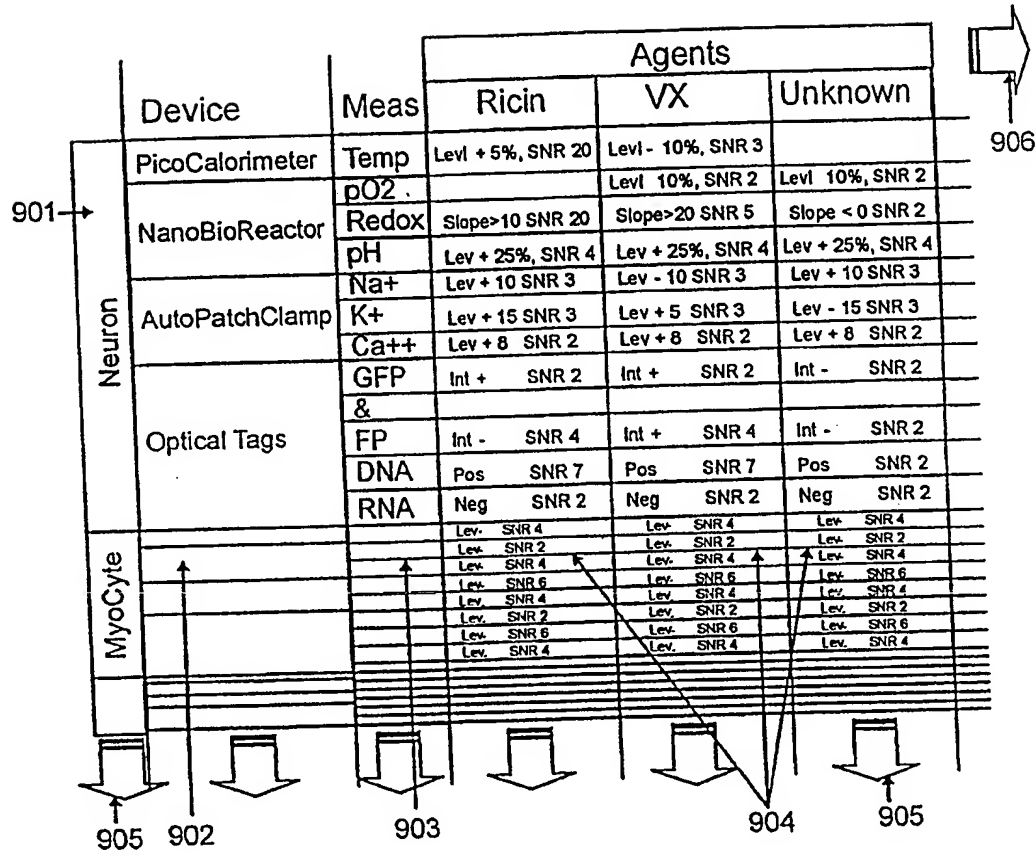 Agents
Device Meas Ricin VX Unknown
906
Neuron
PicoCalorimeter Temp Levl + 5%, SNR 20 Levl - 10%, SNR 3
pO2 Levl 10%, SNR 2 Levl 10%, SNR 2
901
NanoBioReactor
Redox Slope>10 SNR 20 Slope>20 SNR 5 Slope < 0 SNR 2
pH Lev + 25%, SNR 4 Lev + 25%, SNR 4 Lev + 25%, SNR 4
Na+ Lev + 10 SNR 3 Lev - 10 SNR 3 Lev + 10 SNR 3
AutoPatchClamp K+ Lev + 15 SNR 3 Lev + 5 SNR 3 Lev - 15 SNR 3
Ca++ Lev + 8 SNR 2 Lev + 8 SNR 2 Lev + 8 SNR 2
GFP Int + SNR 2 Int + SNR 2 Int - SNR 2
&
Optical Tags FP Int - SNR 4 Int + SNR 4 Int - SNR 2
DNA Pos SNR 7 Pos SNR 7 Pos SNR 2
RNA Neg SNR 2 Neg SNR 2 Neg SNR 2
MyoCyte
Lev- SNR 4 Lev- SNR 4 Lev- SNR 4
Lev- SNR 2 Lev- SNR 2 Lev- SNR 2
Lev- SNR 4 Lev- SNR 4 Lev- SNR 4
Lev- SNR 6 Lev- SNR 6 Lev- SNR 6
Lev. SNR 4 Lev. SNR 4 Lev. SNR 4
Lev. SNR 2 Lev. SNR 2 Lev. SNR 2
Lev- SNR 6 Lev- SNR 6 Lev- SNR 6
Lev. SNR 4 Lev. SNR 4 Lev. SNR 4
905 902 903 904 905